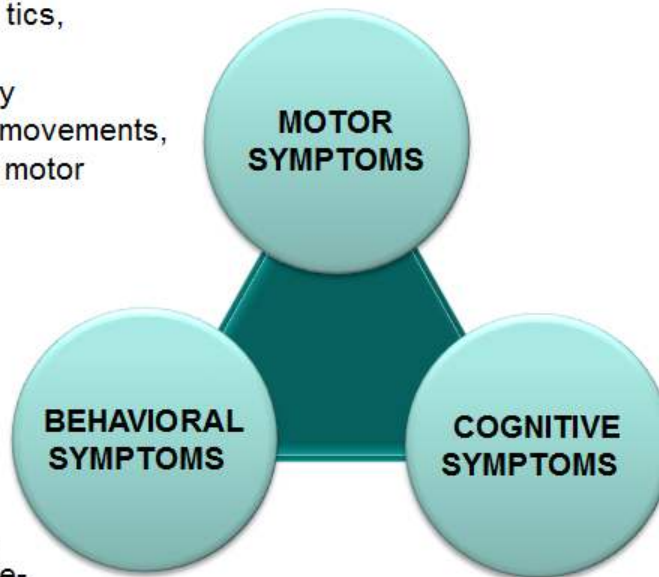 tics,
y
movements,
motor
MOTOR
SYMPTOMS
BEHAVIORAL
SYMPTOMS
COGNITIVE
SYMPTOMS
e-